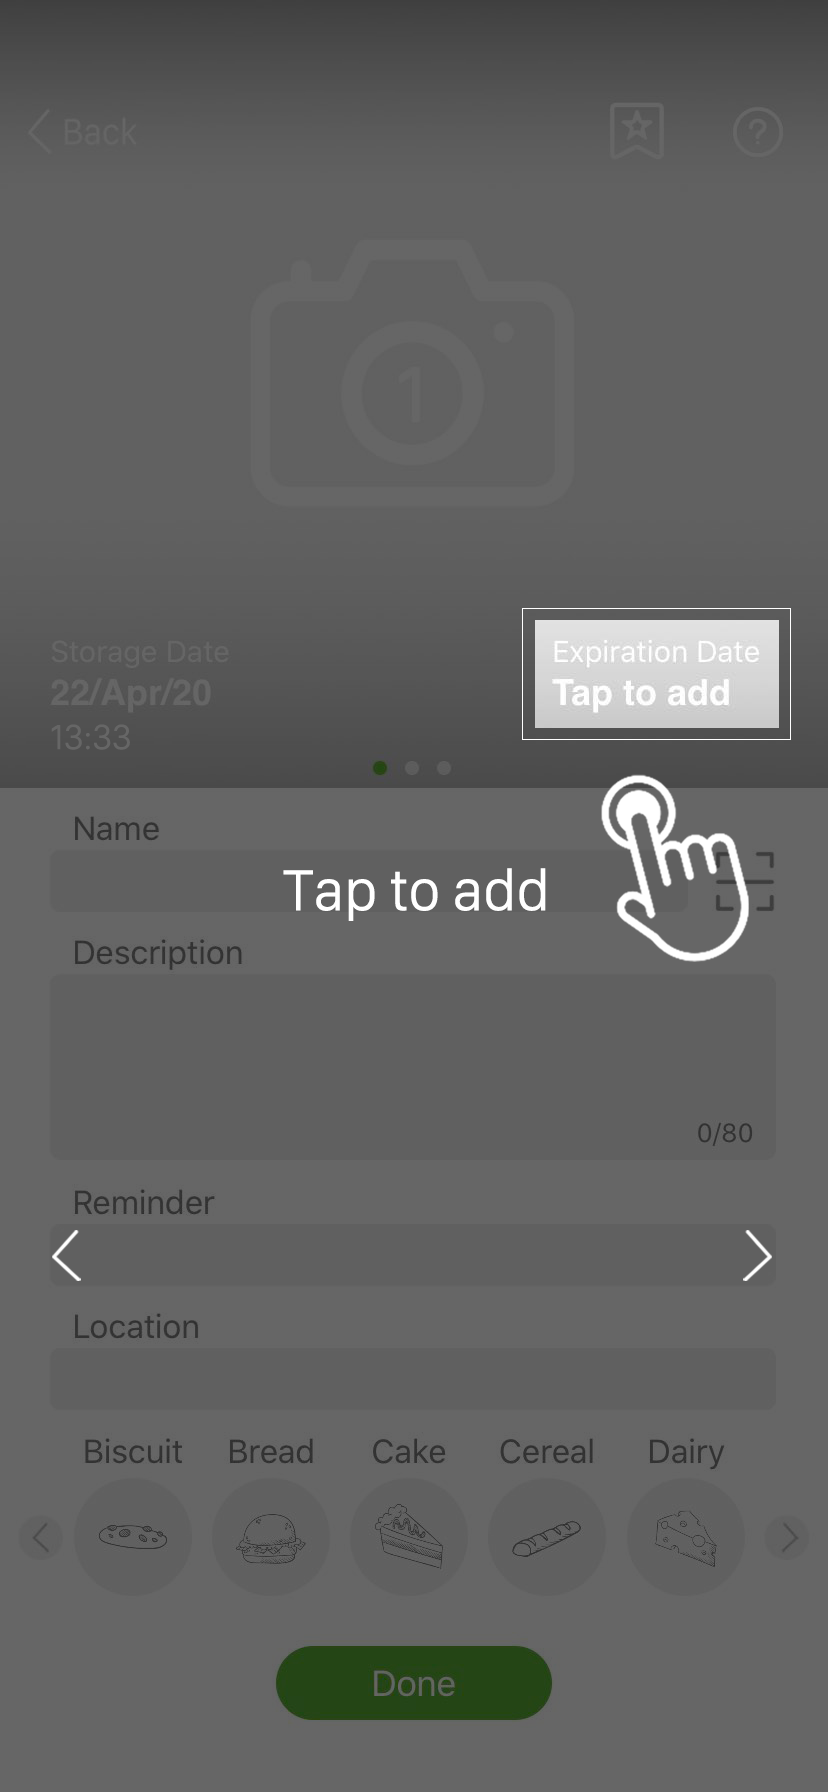 Back
?
1
Storage Date
22/Apr/20
13:33
Expiration Date
Tap to add
Name
Tap to add
Description
0/80
Reminder
Location
Biscuit Bread Cake Cereal Dairy
Done